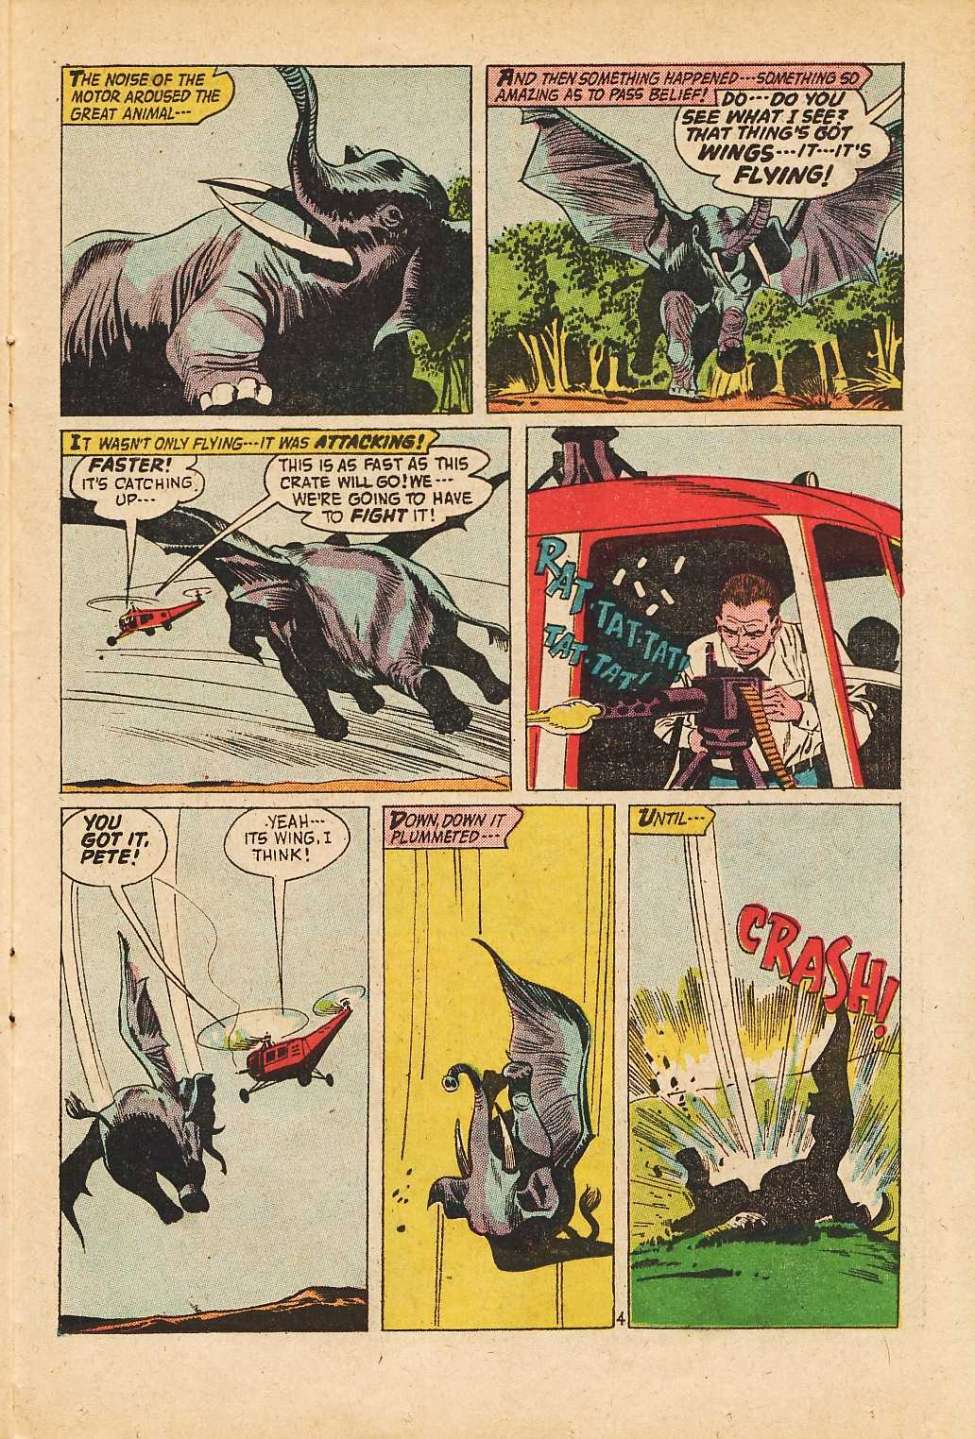 THE NOISE OF THE
MOTOR AROUSED THE
GREAT ANIMAL---
AND THEN SOMETHING HAPPENED---SOMETHING SO
AMAZING AS TO PASS BELIEF!
DO---DO YOU
SEE WHAT I SEE?
THAT THING'S GOT
WINGS---IT---IT'S
FLYING!
IT WASN'T ONLY FLYING---IT WAS ATTACKING!
FASTER!
IT'S CATCHING
UP---
THIS IS AS FAST AS THIS
CRATE WILL GO! WE---
WE'RE GOING TO HAVE
TO FIGHT IT!
RAT-TAT-TAT!
TAT-TAT!
YOU
GOT IT,
PETE!
YEAH---
ITS WING, I
THINK!
DOWN, DOWN IT
PLUMMETED---
4
UNTIL---
CRASH!